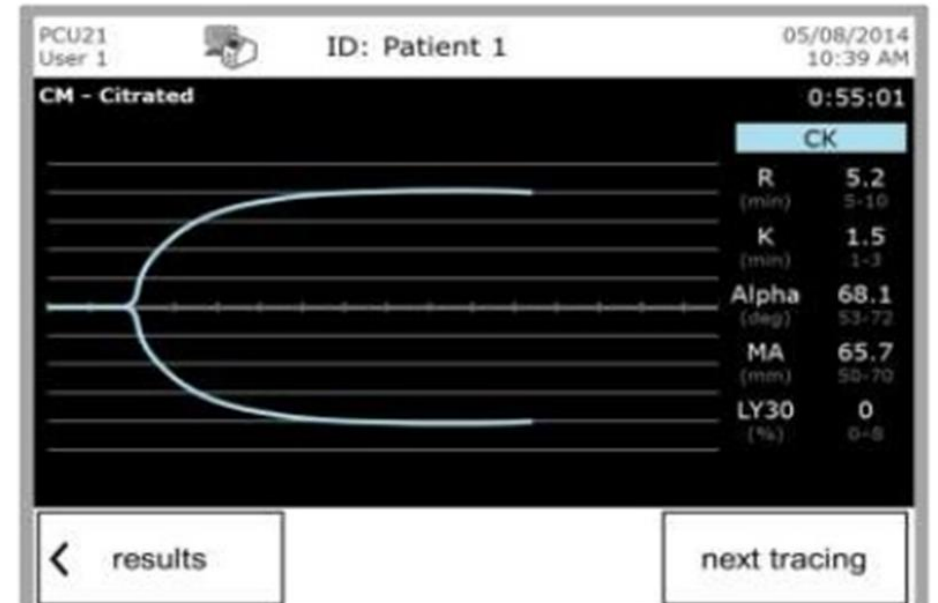 PCU21
User 1
ID: Patient 1
05/08/2014
10:39 AM
CM - Citrated
0:55:01
CK
R 5.2
(min) 5-10
K 1.5
(min) 1-3
Alpha 68.1
(deg) 53-72
MA 65.7
(mm) 50-70
LY30 0
(%) 0-8
results
next tracing